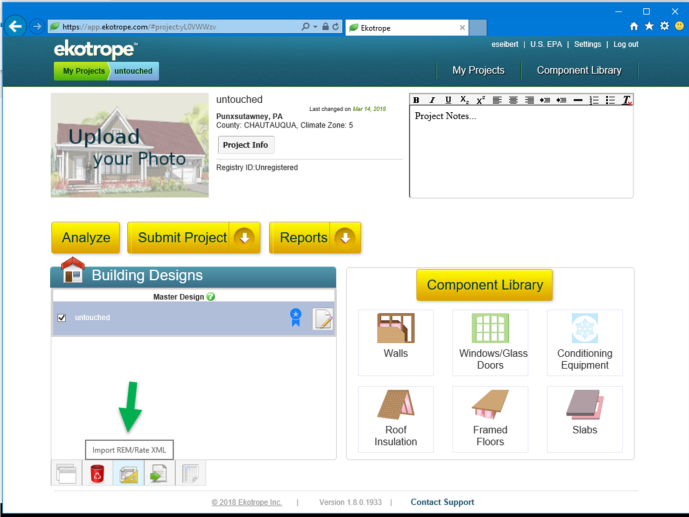 https://app.ekotrope.com/#project:yL0VWWzv
Ekotrope
ekotrope™
eseibert | U.S. EPA | Settings | Log out
My Projects untouched
My Projects Component Library
Upload
your Photo
untouched
Last changed on Mar 14, 2018
Punxsutawney, PA
County: CHAUTAUQUA, Climate Zone: 5
Project Info
Registry ID:Unregistered
B I U X₂ X²
Project Notes...
Analyze Submit Project Reports
Building Designs
Master Design ?
untouched
Import REM/Rate XML
Component Library
Walls
Windows/Glass
Doors
Conditioning
Equipment
Roof
Insulation
Framed
Floors
Slabs
© 2018 Ekotrope Inc. | Version 1.8.0.1933 | Contact Support